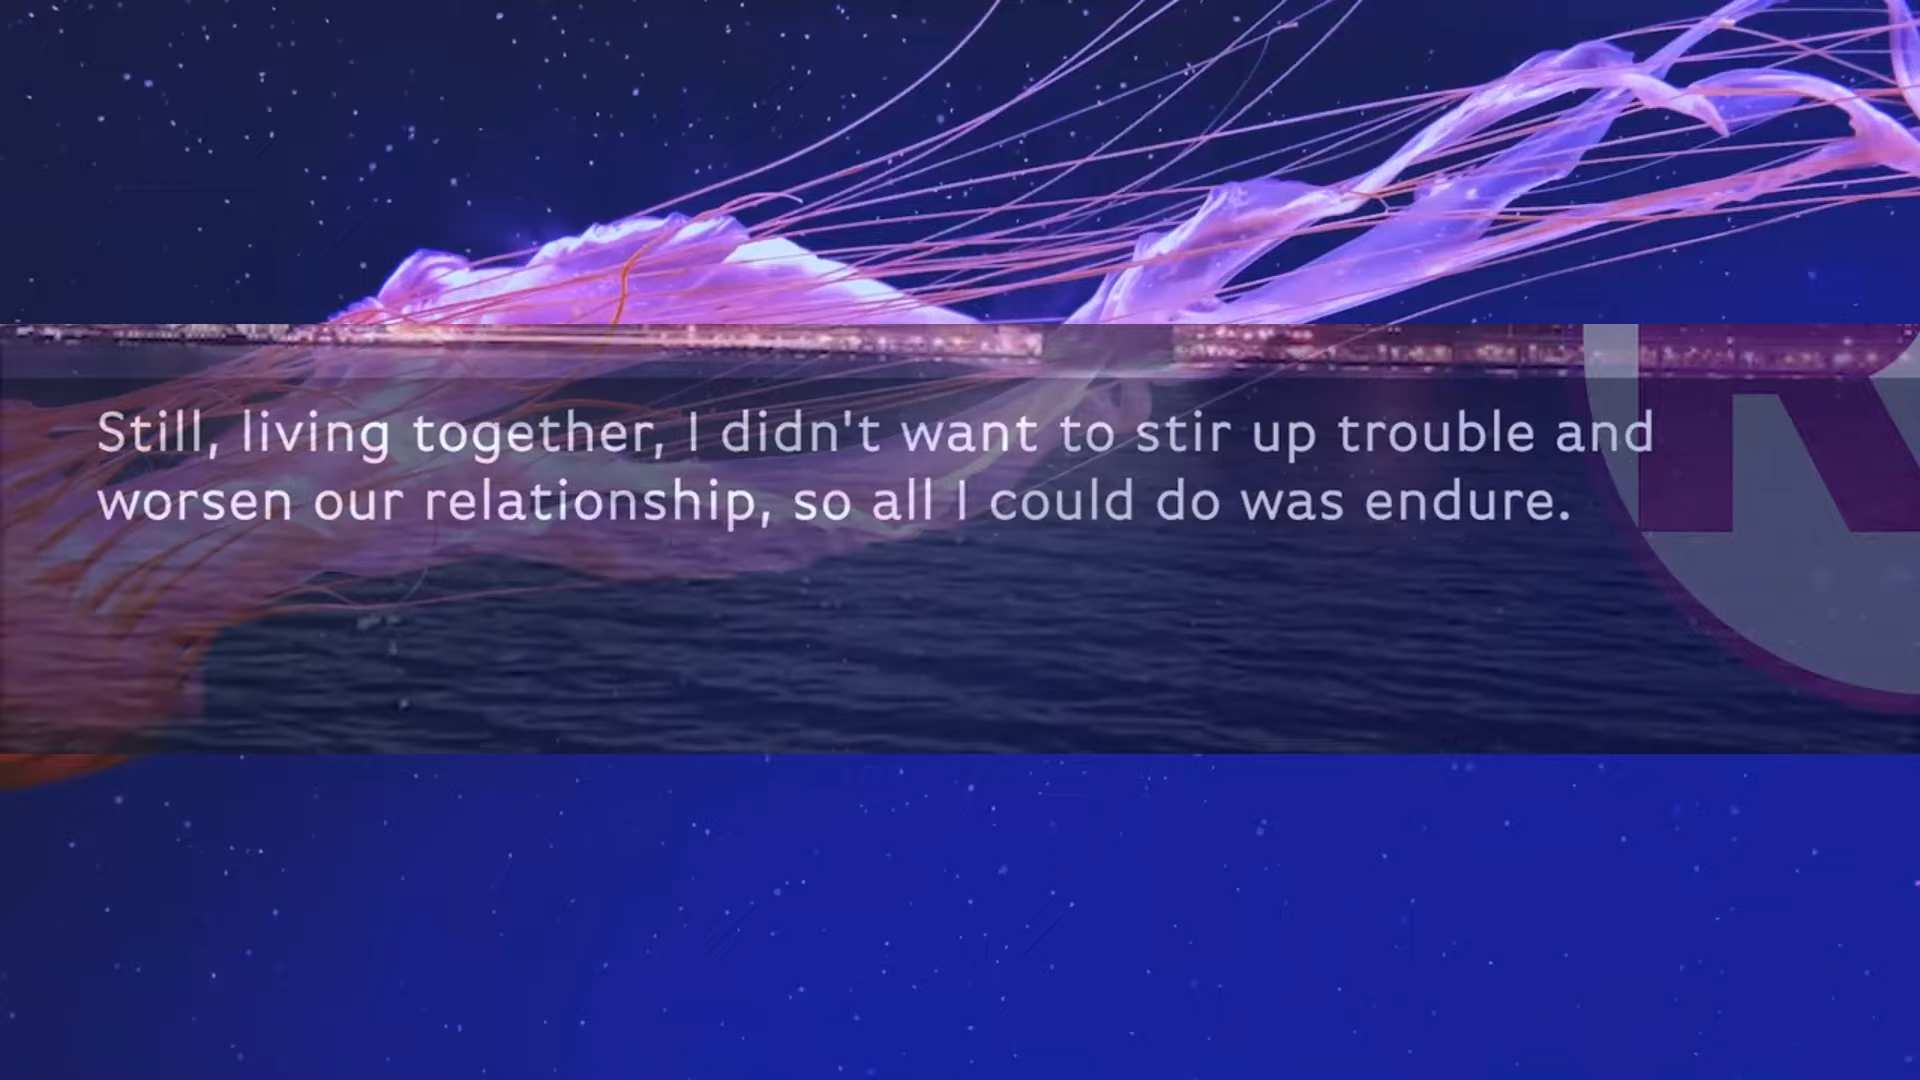 Still, living together, I didn't want to stir up trouble and
worsen our relationship, so all I could do was endure.
R